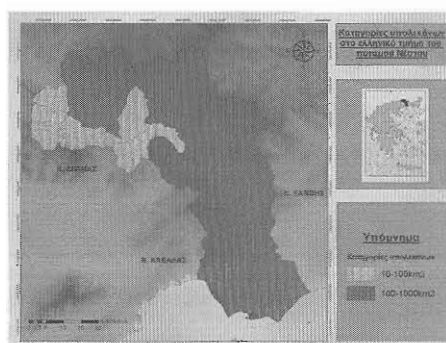 Κατηγορίες υπολεκανών
στο ελληνικό τμήμα του
ποταμού Νέστου
Ν. ΔΡΑΜΑΣ
Ν. ΞΑΝΘΗΣ
Ν. ΚΑΒΑΛΑΣ
Υπόμνημα
Κατηγορίες υπολεκανών
10-100km2
100-1000km2